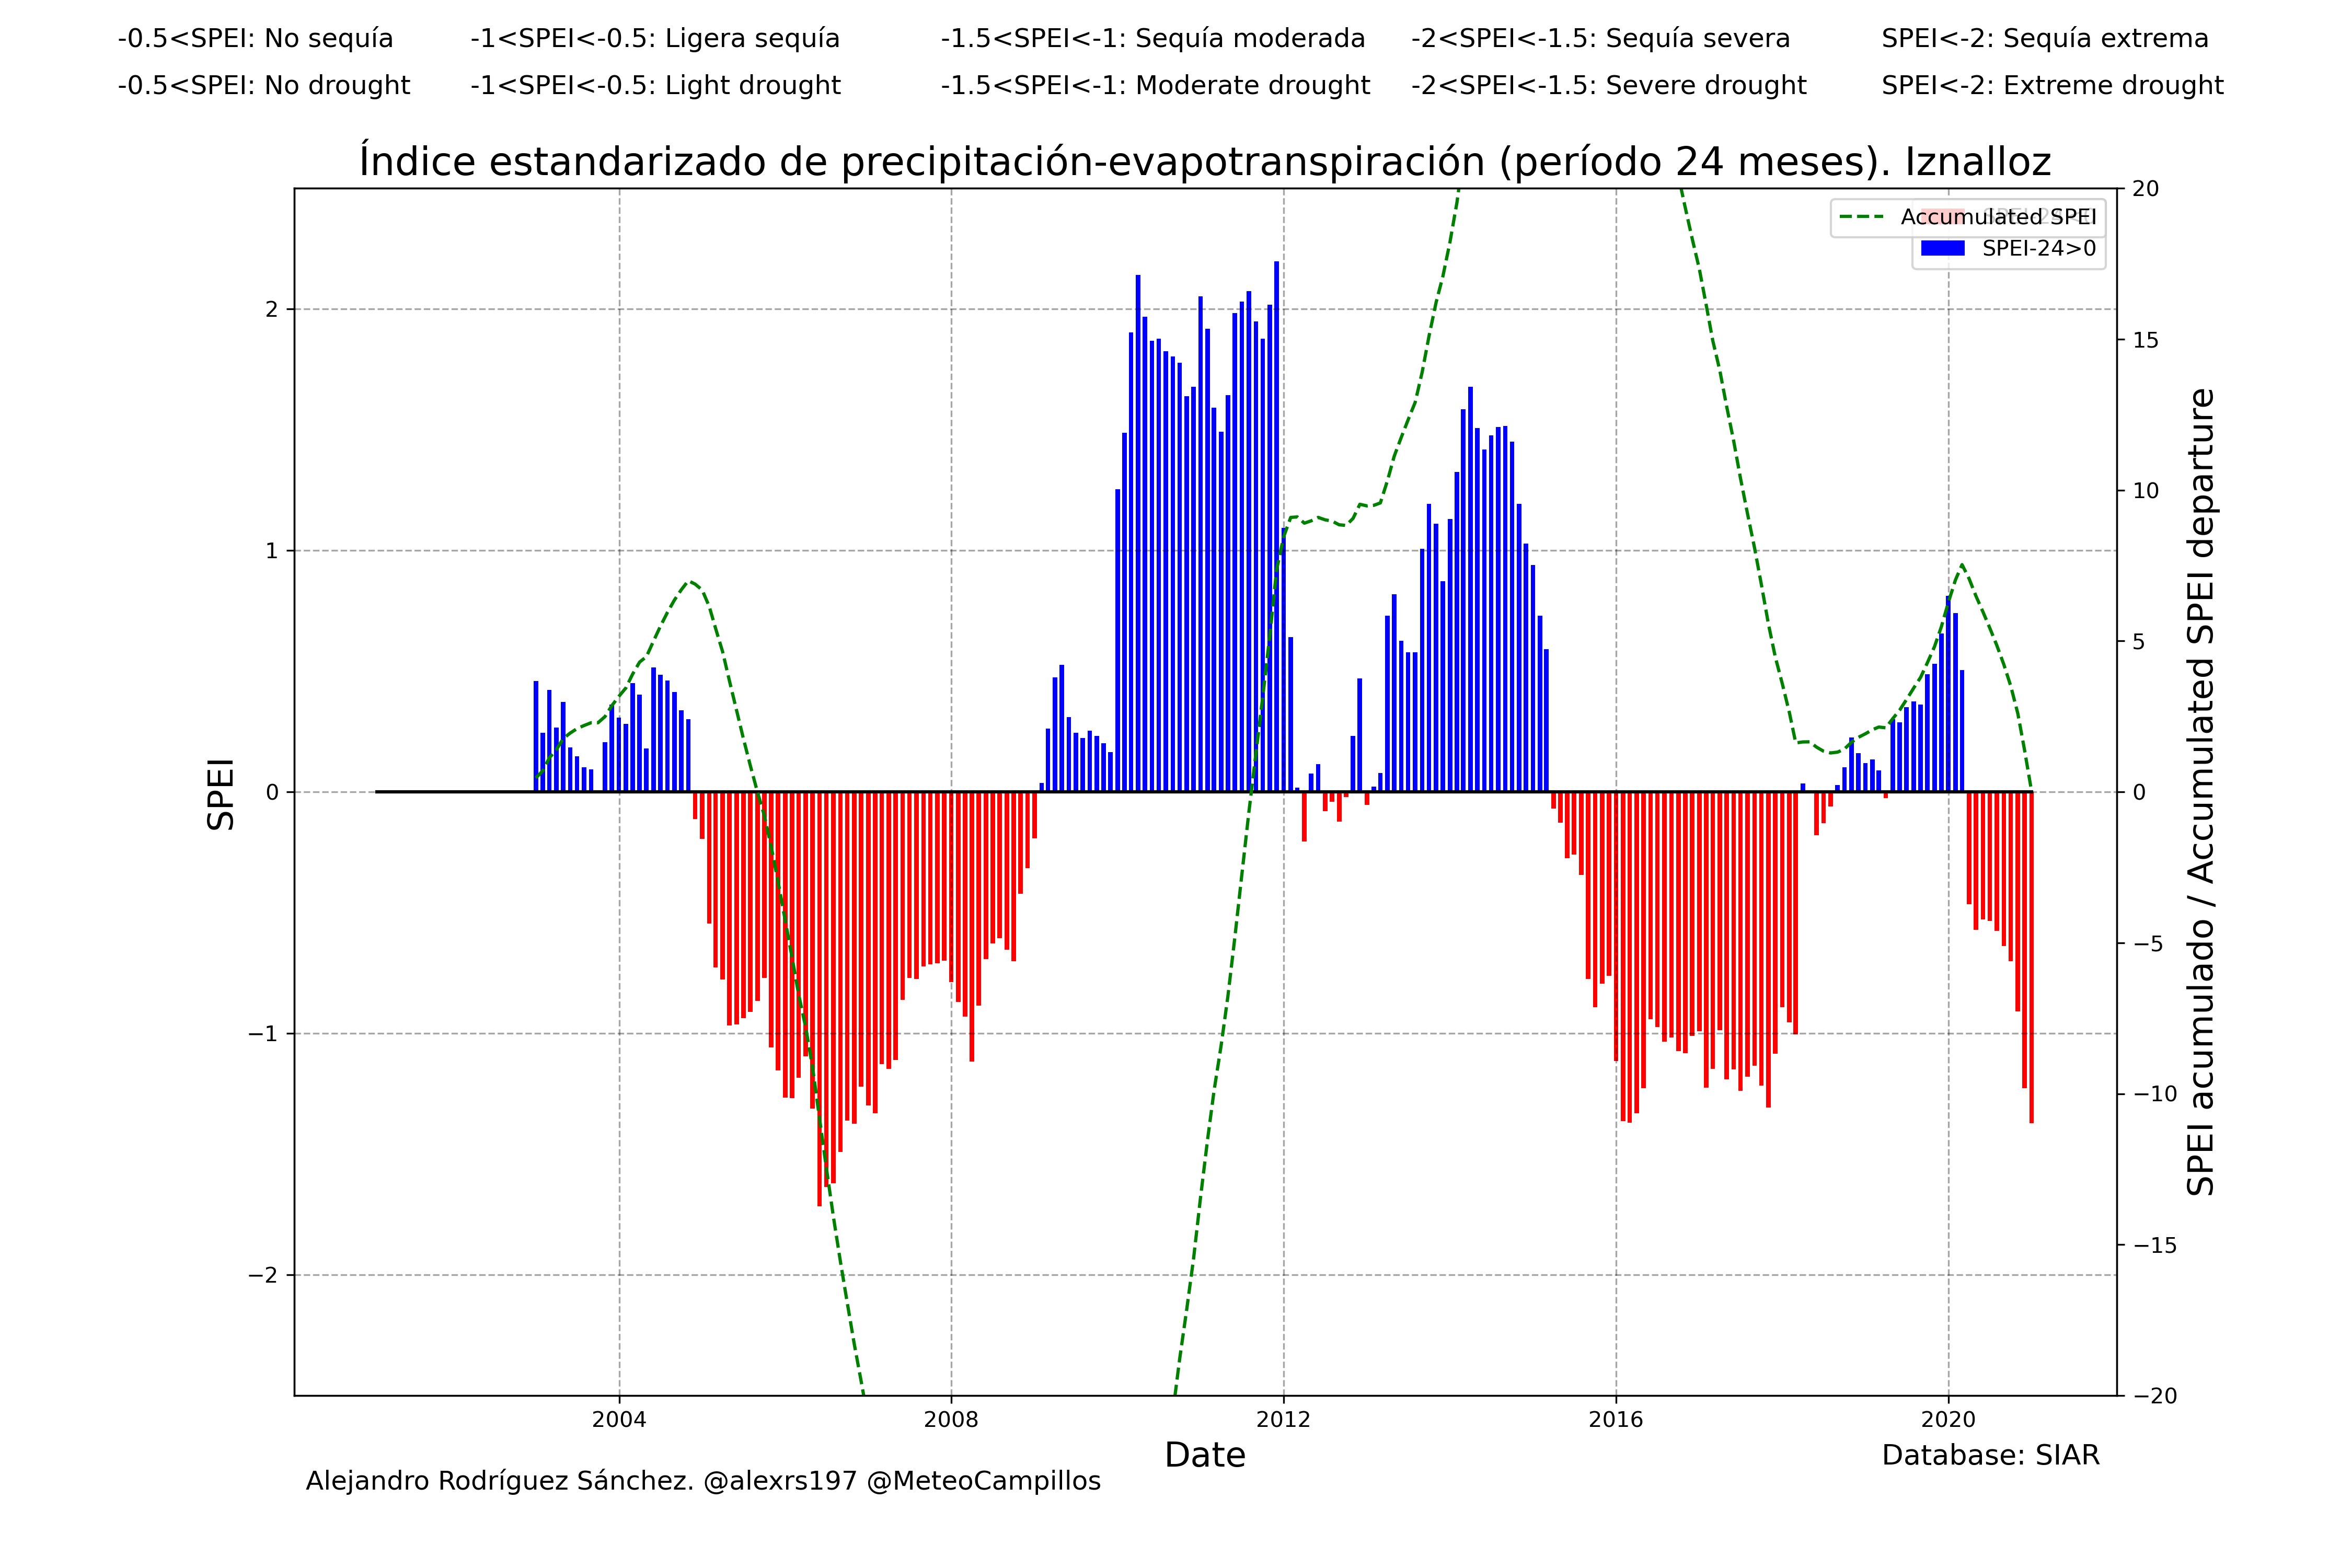 -0.5<SPEI: No sequía -1<SPEI<-0.5: Ligera sequía -1.5<SPEI<-1: Sequía moderada -2<SPEI<-1.5: Sequía severa SPEI<-2: Sequía extrema
-0.5<SPEI: No drought -1<SPEI<-0.5: Light drought -1.5<SPEI<-1: Moderate drought -2<SPEI<-1.5: Severe drought SPEI<-2: Extreme drought
Índice estandarizado de precipitación-evapotranspiración (período 24 meses). Iznalloz
Accumulated SPEI
SPEI-24>0
SPEI
2
1
0
−1
−2
20
15
10
5
0
−5
−10
−15
−20
SPEI acumulado / Accumulated SPEI departure
2004 2008 2012 2016 2020
Date
Database: SIAR
Alejandro Rodríguez Sánchez. @alexrs197 @MeteoCampillos